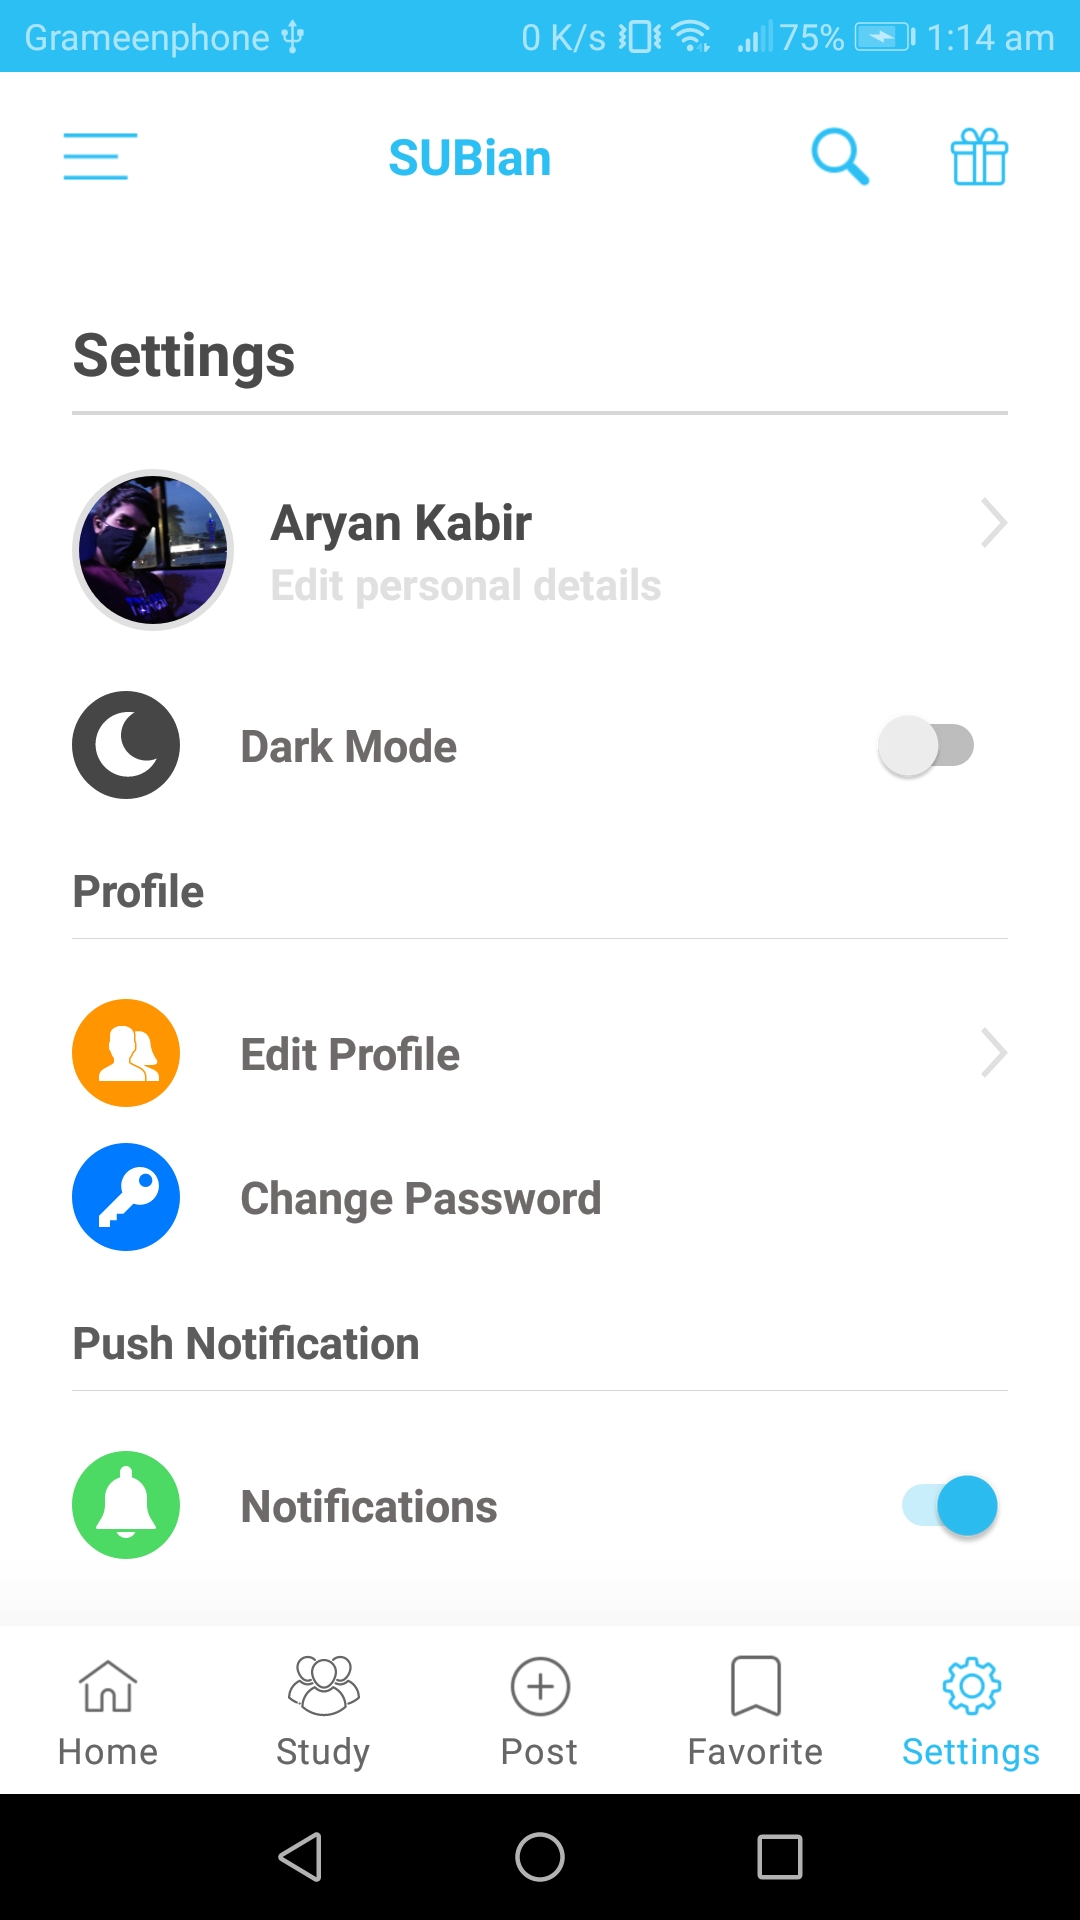 Grameenphone 0 K/s 75% 1:14 am
SUBian
Settings
Aryan Kabir
Edit personal details
Dark Mode
Profile
Edit Profile
Change Password
Push Notification
Notifications
Home Study Post Favorite Settings